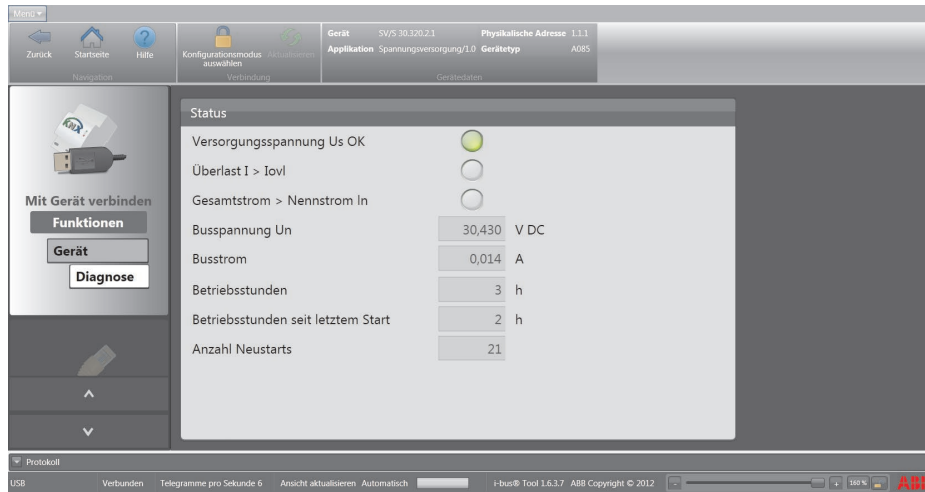 Menü
Zurück
Startseite
Hilfe
Navigation
Konfigurationsmodus auswählen
Aktualisieren
Verbindung
Gerät SV/S 30.320.2.1 Physikalische Adresse 1.1.1
Applikation Spannungsversorgung/1.0 Gerätetyp A085
Gerätedaten
KNX
Mit Gerät verbinden
Funktionen
Gerät
Diagnose
Status
Versorgungsspannung Us OK
Überlast I > Iovl
Gesamtstrom > Nennstrom In
Busspannung Un 30,430 V DC
Busstrom 0,014 A
Betriebsstunden 3 h
Betriebsstunden seit letztem Start 2 h
Anzahl Neustarts 21
Protokoll
USB Verbunden Telegramme pro Sekunde 6 Ansicht aktualisieren Automatisch i-bus® Tool 1.6.3.7 ABB Copyright © 2012 - + 160 % ABB